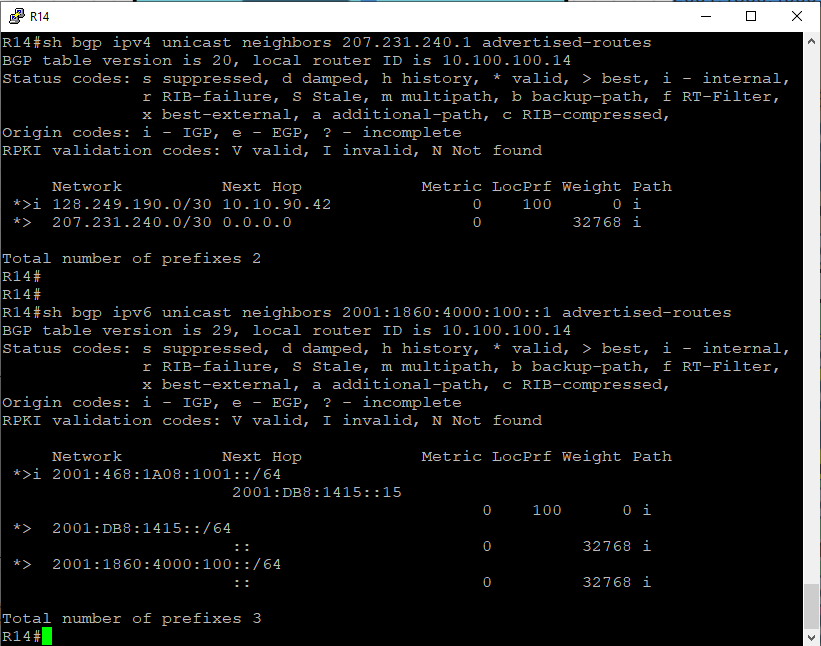 R14
R14#sh bgp ipv4 unicast neighbors 207.231.240.1 advertised-routes
BGP table version is 20, local router ID is 10.100.100.14
Status codes: s suppressed, d damped, h history, * valid, > best, i - internal,
              r RIB-failure, S Stale, m multipath, b backup-path, f RT-Filter,
              x best-external, a additional-path, c RIB-compressed,
Origin codes: i - IGP, e - EGP, ? - incomplete
RPKI validation codes: V valid, I invalid, N Not found
     Network          Next Hop            Metric LocPrf Weight Path
 *>i 128.249.190.0/30 10.10.90.42              0    100      0 i
 *>  207.231.240.0/30 0.0.0.0                  0         32768 i
Total number of prefixes 2
R14#
R14#
R14#sh bgp ipv6 unicast neighbors 2001:1860:4000:100::1 advertised-routes
BGP table version is 29, local router ID is 10.100.100.14
Status codes: s suppressed, d damped, h history, * valid, > best, i - internal,
              r RIB-failure, S Stale, m multipath, b backup-path, f RT-Filter,
              x best-external, a additional-path, c RIB-compressed,
Origin codes: i - IGP, e - EGP, ? - incomplete
RPKI validation codes: V valid, I invalid, N Not found
     Network          Next Hop            Metric LocPrf Weight Path
 *>i 2001:468:1A08:1001::/64
                       2001:DB8:1415::15
                                                0    100      0 i
 *>  2001:DB8:1415::/64
                       ::                       0         32768 i
 *>  2001:1860:4000:100::/64
                       ::                       0         32768 i
Total number of prefixes 3
R14#